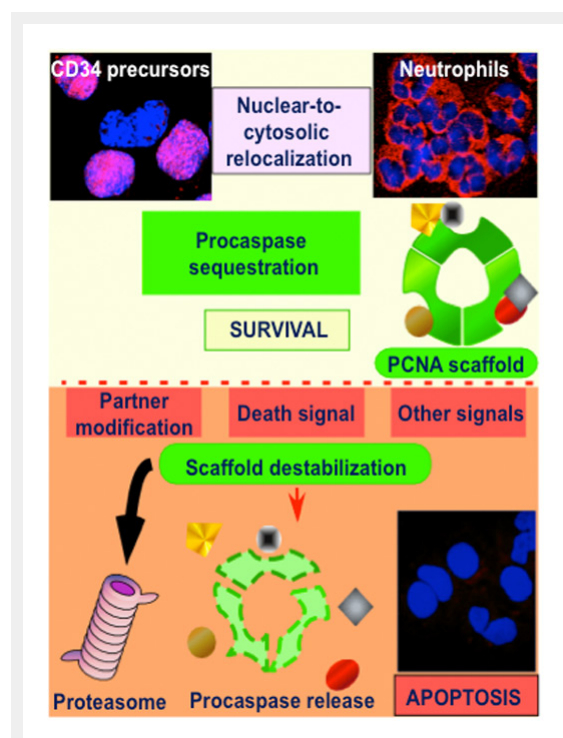 CD34 precursors
Neutrophils
Nuclear-to-
cytosolic
relocalization
Procaspase
sequestration
SURVIVAL
PCNA scaffold
Partner
modification
Death signal
Other signals
Scaffold destabilization
Proteasome
Procaspase release
APOPTOSIS